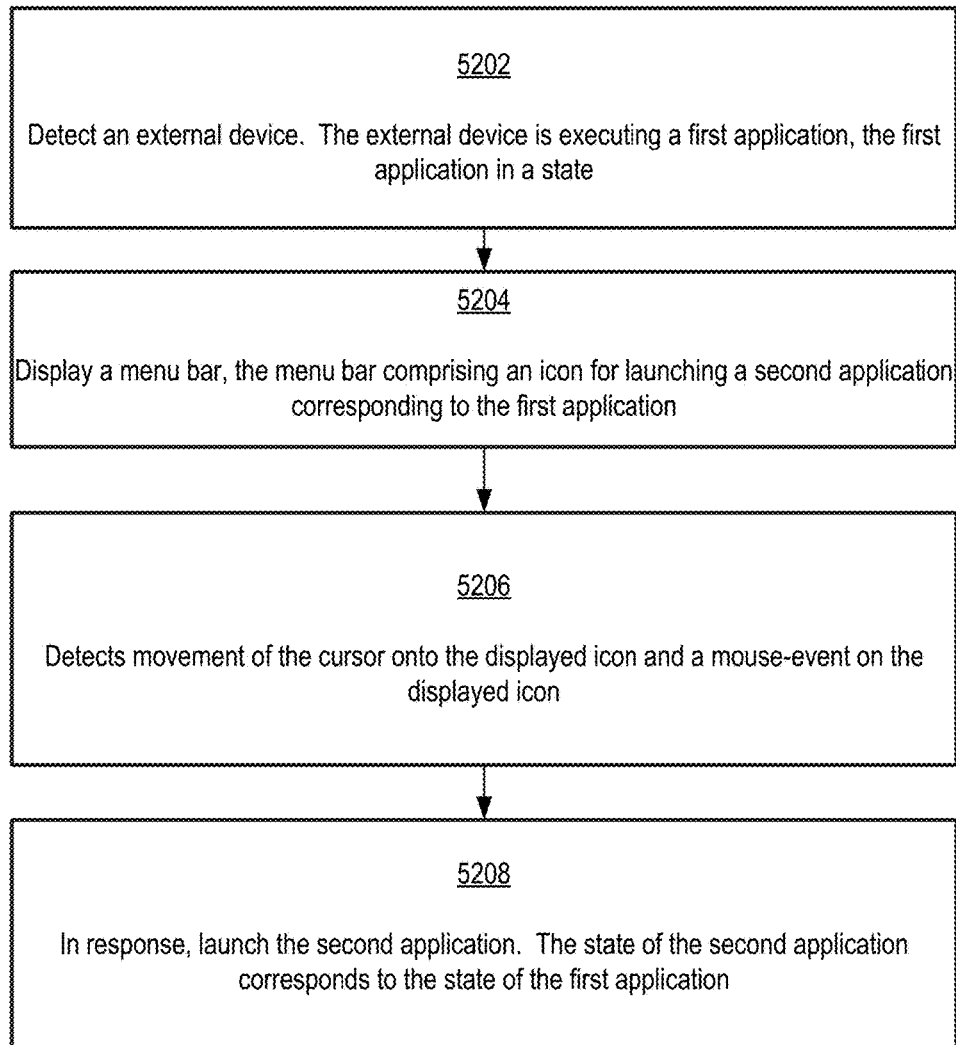 5202
Detect an external device. The external device is executing a first application, the first
application in a state
5204
Display a menu bar, the menu bar comprising an icon for launching a second application
corresponding to the first application
5206
Detects movement of the cursor onto the displayed icon and a mouse-event on the
displayed icon
5208
In response, launch the second application. The state of the second application
corresponds to the state of the first application